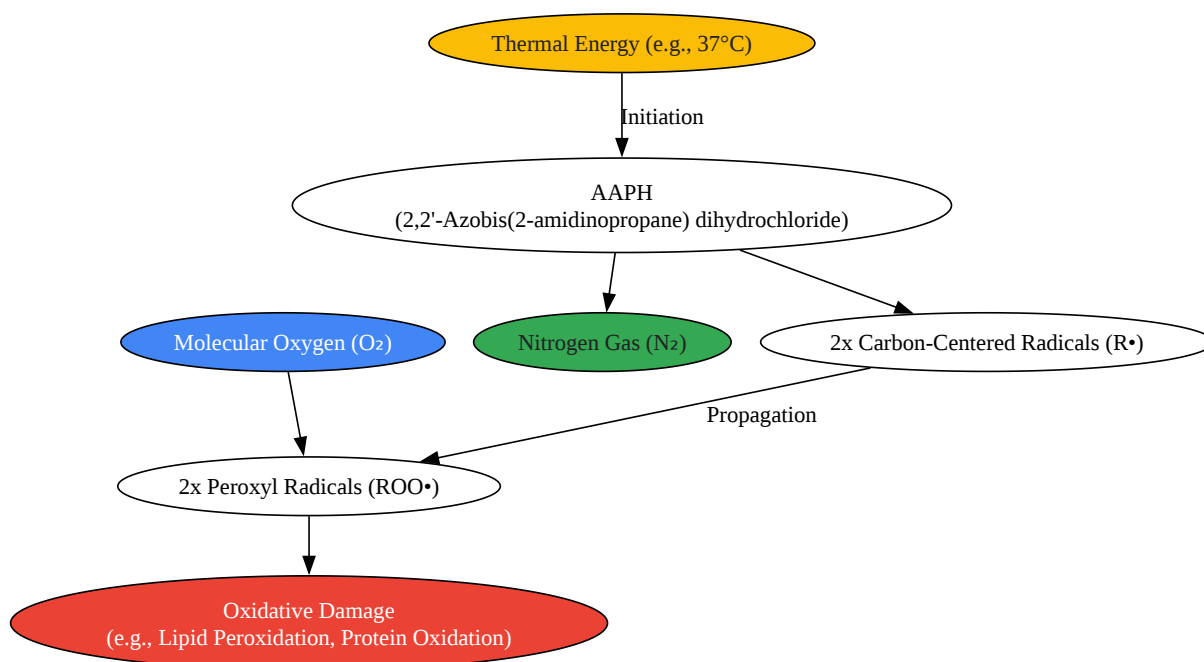 Thermal Energy (e.g., 37°C)
Initiation
AAPH
(2,2'-Azobis(2-amidinopropane) dihydrochloride)
Molecular Oxygen (O₂)
Nitrogen Gas (N₂)
2x Carbon-Centered Radicals (R•)
Propagation
2x Peroxyl Radicals (ROO•)
Oxidative Damage
(e.g., Lipid Peroxidation, Protein Oxidation)